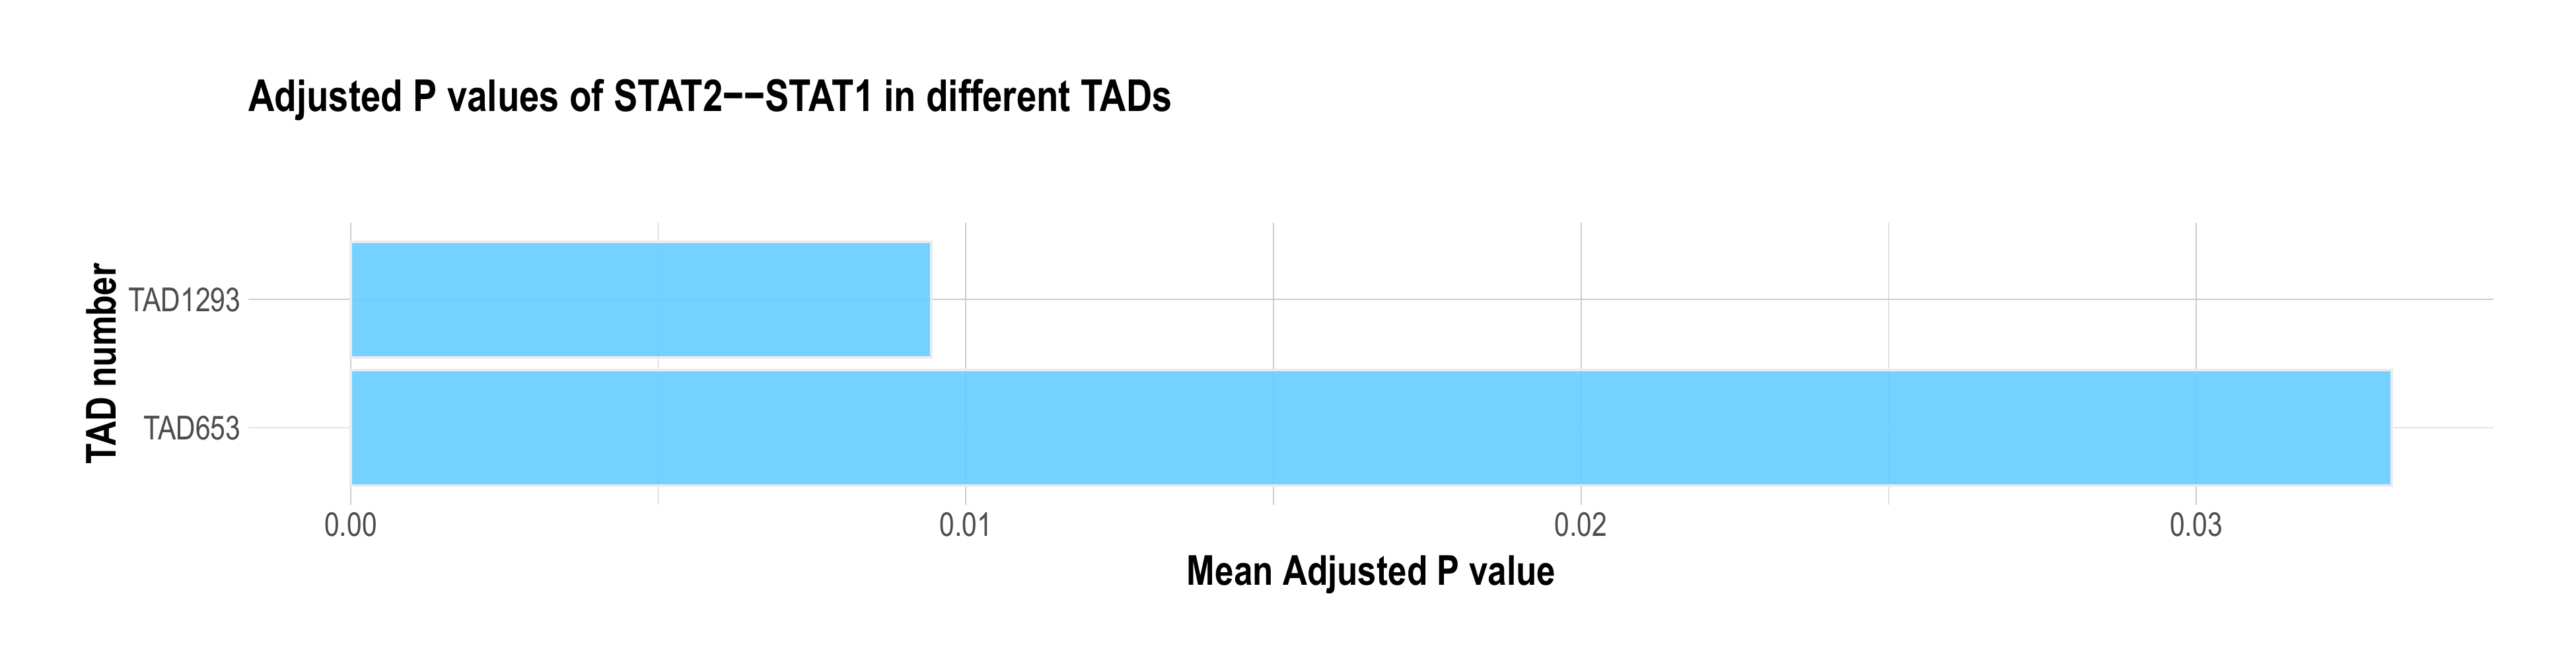 Adjusted P values of STAT2−−STAT1 in different TADs
TAD number
TAD1293
TAD653
0.00 0.01 0.02 0.03
Mean Adjusted P value